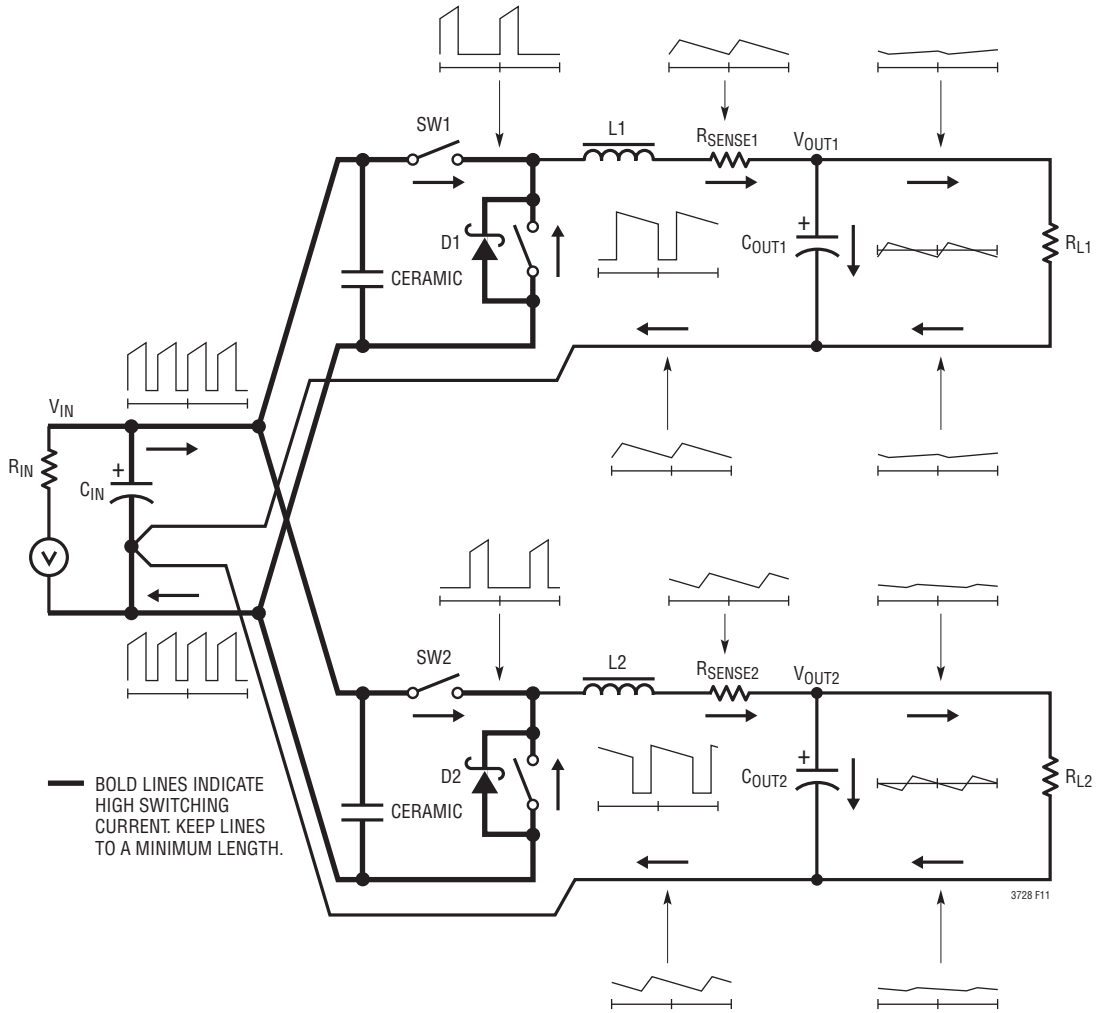 SW1
L1
RSENSE1
VOUT1
D1
CERAMIC
+
COUT1
RL1
VIN
RIN
+
CIN
V
SW2
L2
RSENSE2
VOUT2
D2
CERAMIC
+
COUT2
RL2
BOLD LINES INDICATE
HIGH SWITCHING
CURRENT. KEEP LINES
TO A MINIMUM LENGTH.
3728 F11